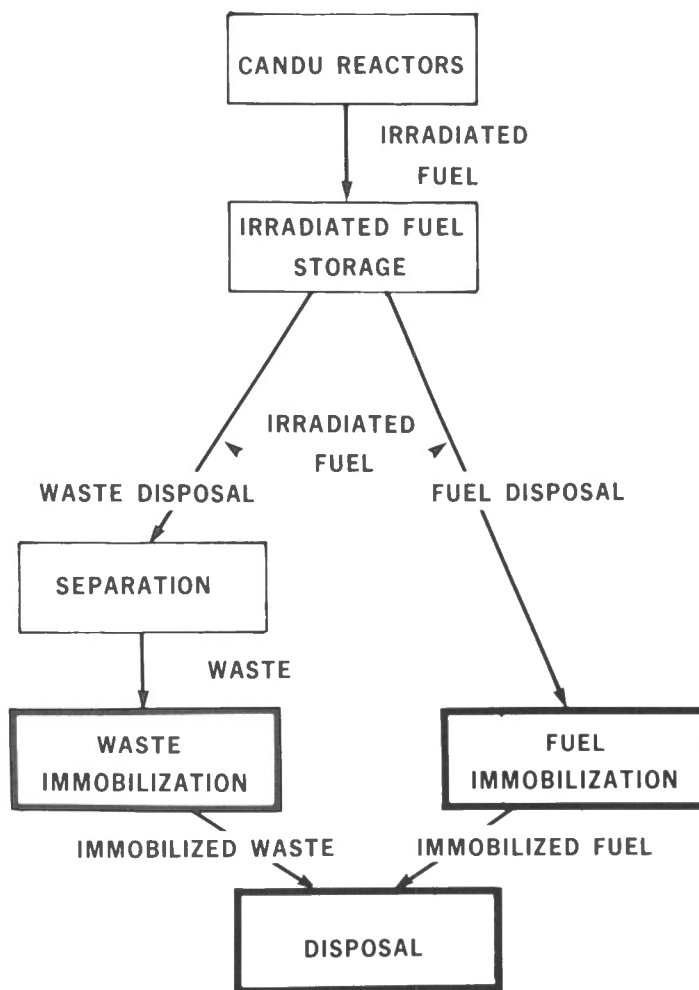 CANDU REACTORS
IRRADIATED
FUEL
IRRADIATED FUEL
STORAGE
IRRADIATED
FUEL
WASTE DISPOSAL
FUEL DISPOSAL
SEPARATION
WASTE
WASTE
IMMOBILIZATION
FUEL
IMMOBILIZATION
IMMOBILIZED WASTE
IMMOBILIZED FUEL
DISPOSAL